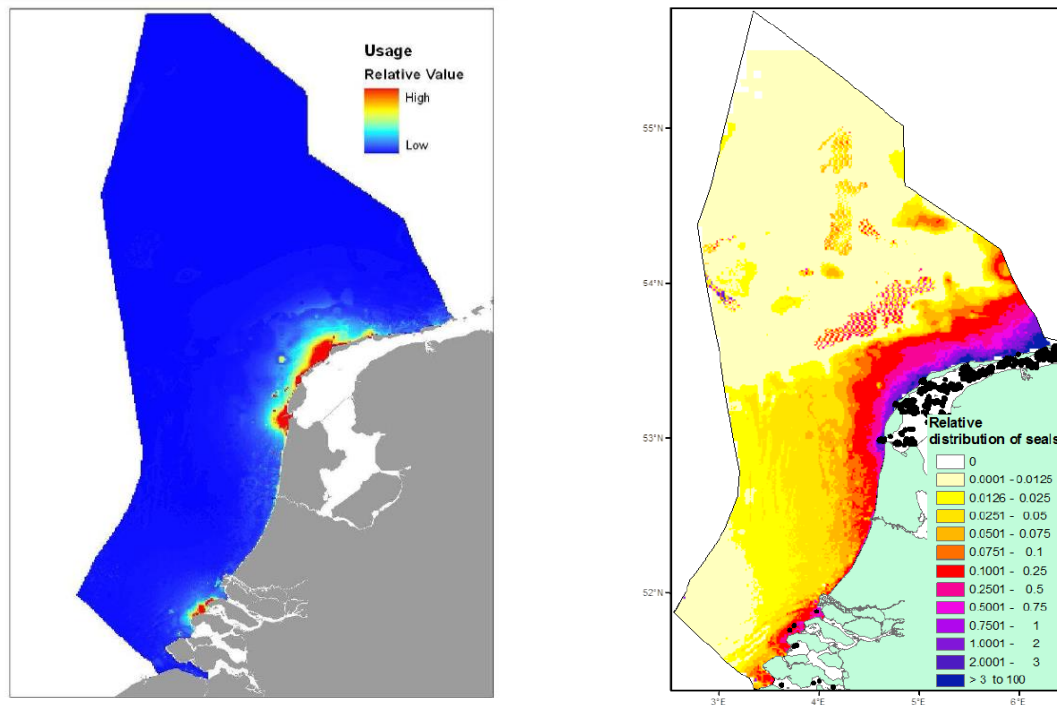 Usage
Relative Value
High
Low
55°N
54°N
53°N
52°N
3°E
4°E
5°E
6°E
Relative
distribution of seals
0
0.0001 - 0.0125
0.0126 - 0.025
0.0251 - 0.05
0.0501 - 0.075
0.0751 - 0.1
0.1001 - 0.25
0.2501 - 0.5
0.5001 - 0.75
0.7501 - 1
1.0001 - 2
2.0001 - 3
> 3 to 100